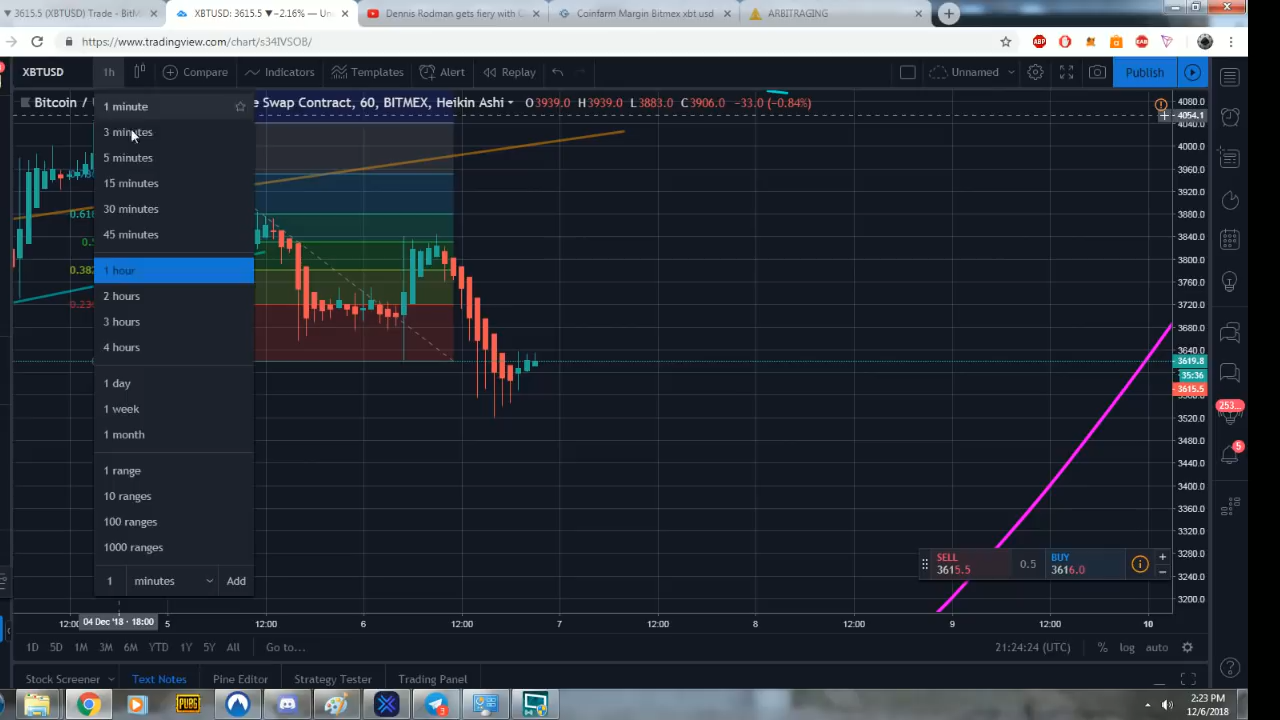 3615.5 (XBTUSD) Trade - BitM
XBTUSD: 3615.5 ▼−2.16% — Un
Dennis Rodman gets fiery with C
Coinfarm Margin Bitmex xbt usd
ARBITRAGING
https://www.tradingview.com/chart/s34IVSOB/
ABP
EAB
XBTUSD
1h
Compare
Indicators
Templates
Alert
Replay
Unnamed
Publish
Bitcoin / U
e Swap Contract, 60, BITMEX, Heikin Ashi
O3939.0 H3939.0 L3883.0 C3906.0 −33.0 (−0.84%)
1 minute
3 minutes
5 minutes
15 minutes
30 minutes
45 minutes
1 hour
2 hours
3 hours
4 hours
1 day
1 week
1 month
1 range
10 ranges
100 ranges
1000 ranges
1 minutes Add
4080.0
4054.1
4040.0
4000.0
3960.0
3920.0
3880.0
3840.0
3800.0
3760.0
3720.0
3680.0
3640.0
3619.8
35:36
3615.5
3520.0
3480.0
3440.0
3400.0
3360.0
3320.0
3280.0
3240.0
3200.0
253...
5
SELL
3615.5
0.5
BUY
3616.0
04 Dec '18 - 18:00
5 12:00 6 12:00 7 12:00 8 12:00 9 12:00 10
1D 5D 1M 3M 6M YTD 1Y 5Y All Go to...
21:24:24 (UTC) % log auto
Stock Screener Text Notes Pine Editor Strategy Tester Trading Panel
PUBG
3
2:23 PM
12/6/2018